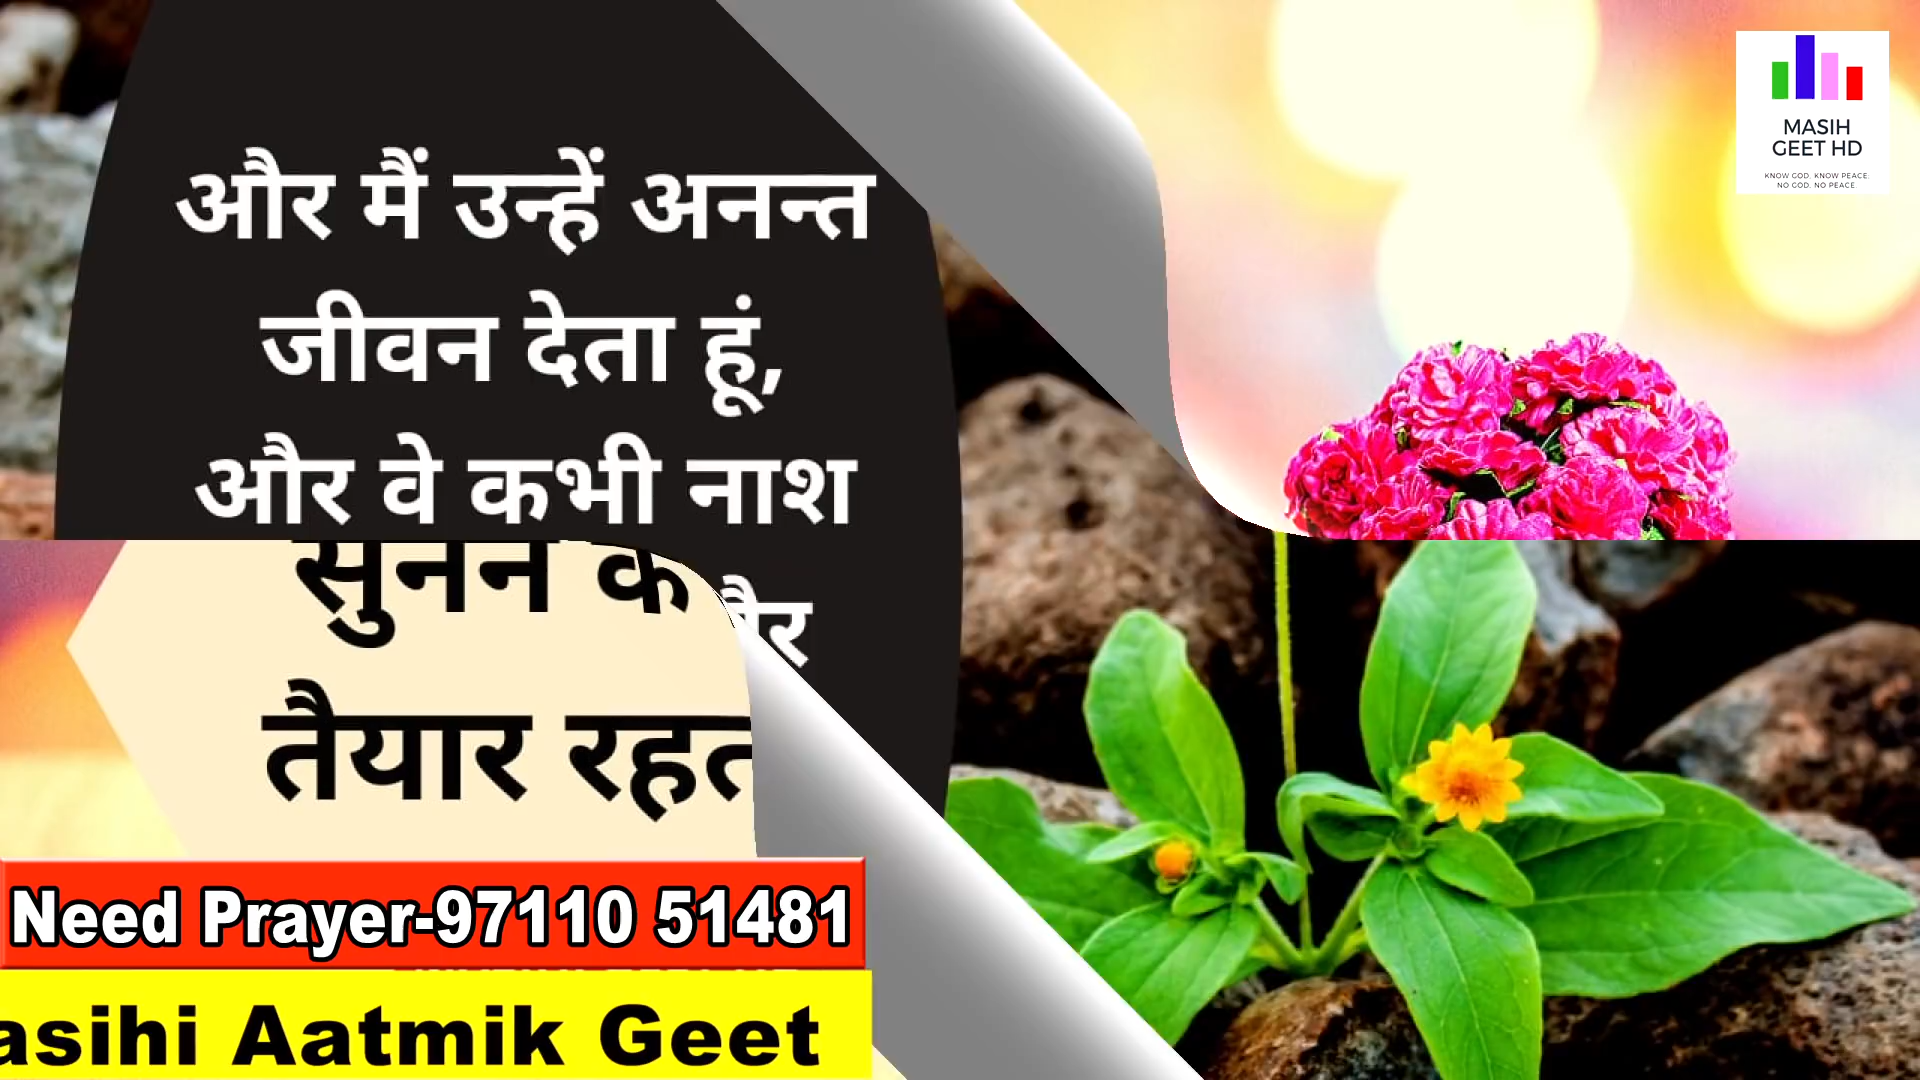 और मैं उन्हें अनन्त
जीवन देता हूं,
और वे कभी नाश
सुनने
तैयार
Need Prayer-97110 51481
asihi Aatmik Geet
MASIH
GEET HD
KNOW GOD. KNOW PEACE.
NO GOD. NO PEACE.